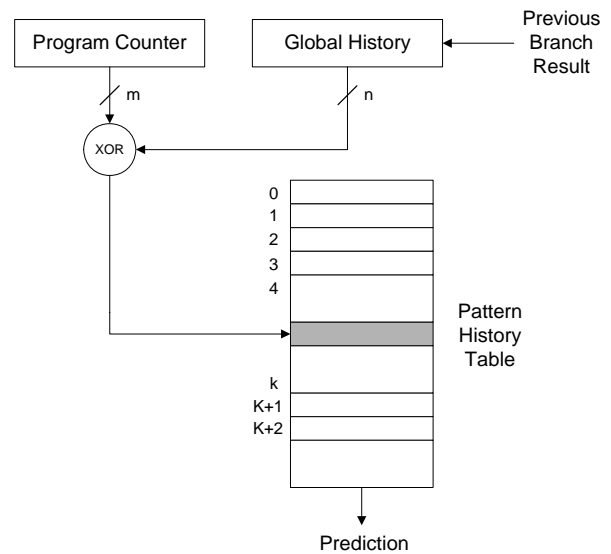 Program Counter
Global History
Previous
Branch
Result
m
n
XOR
0
1
2
3
4
Pattern
History
Table
k
K+1
K+2
Prediction